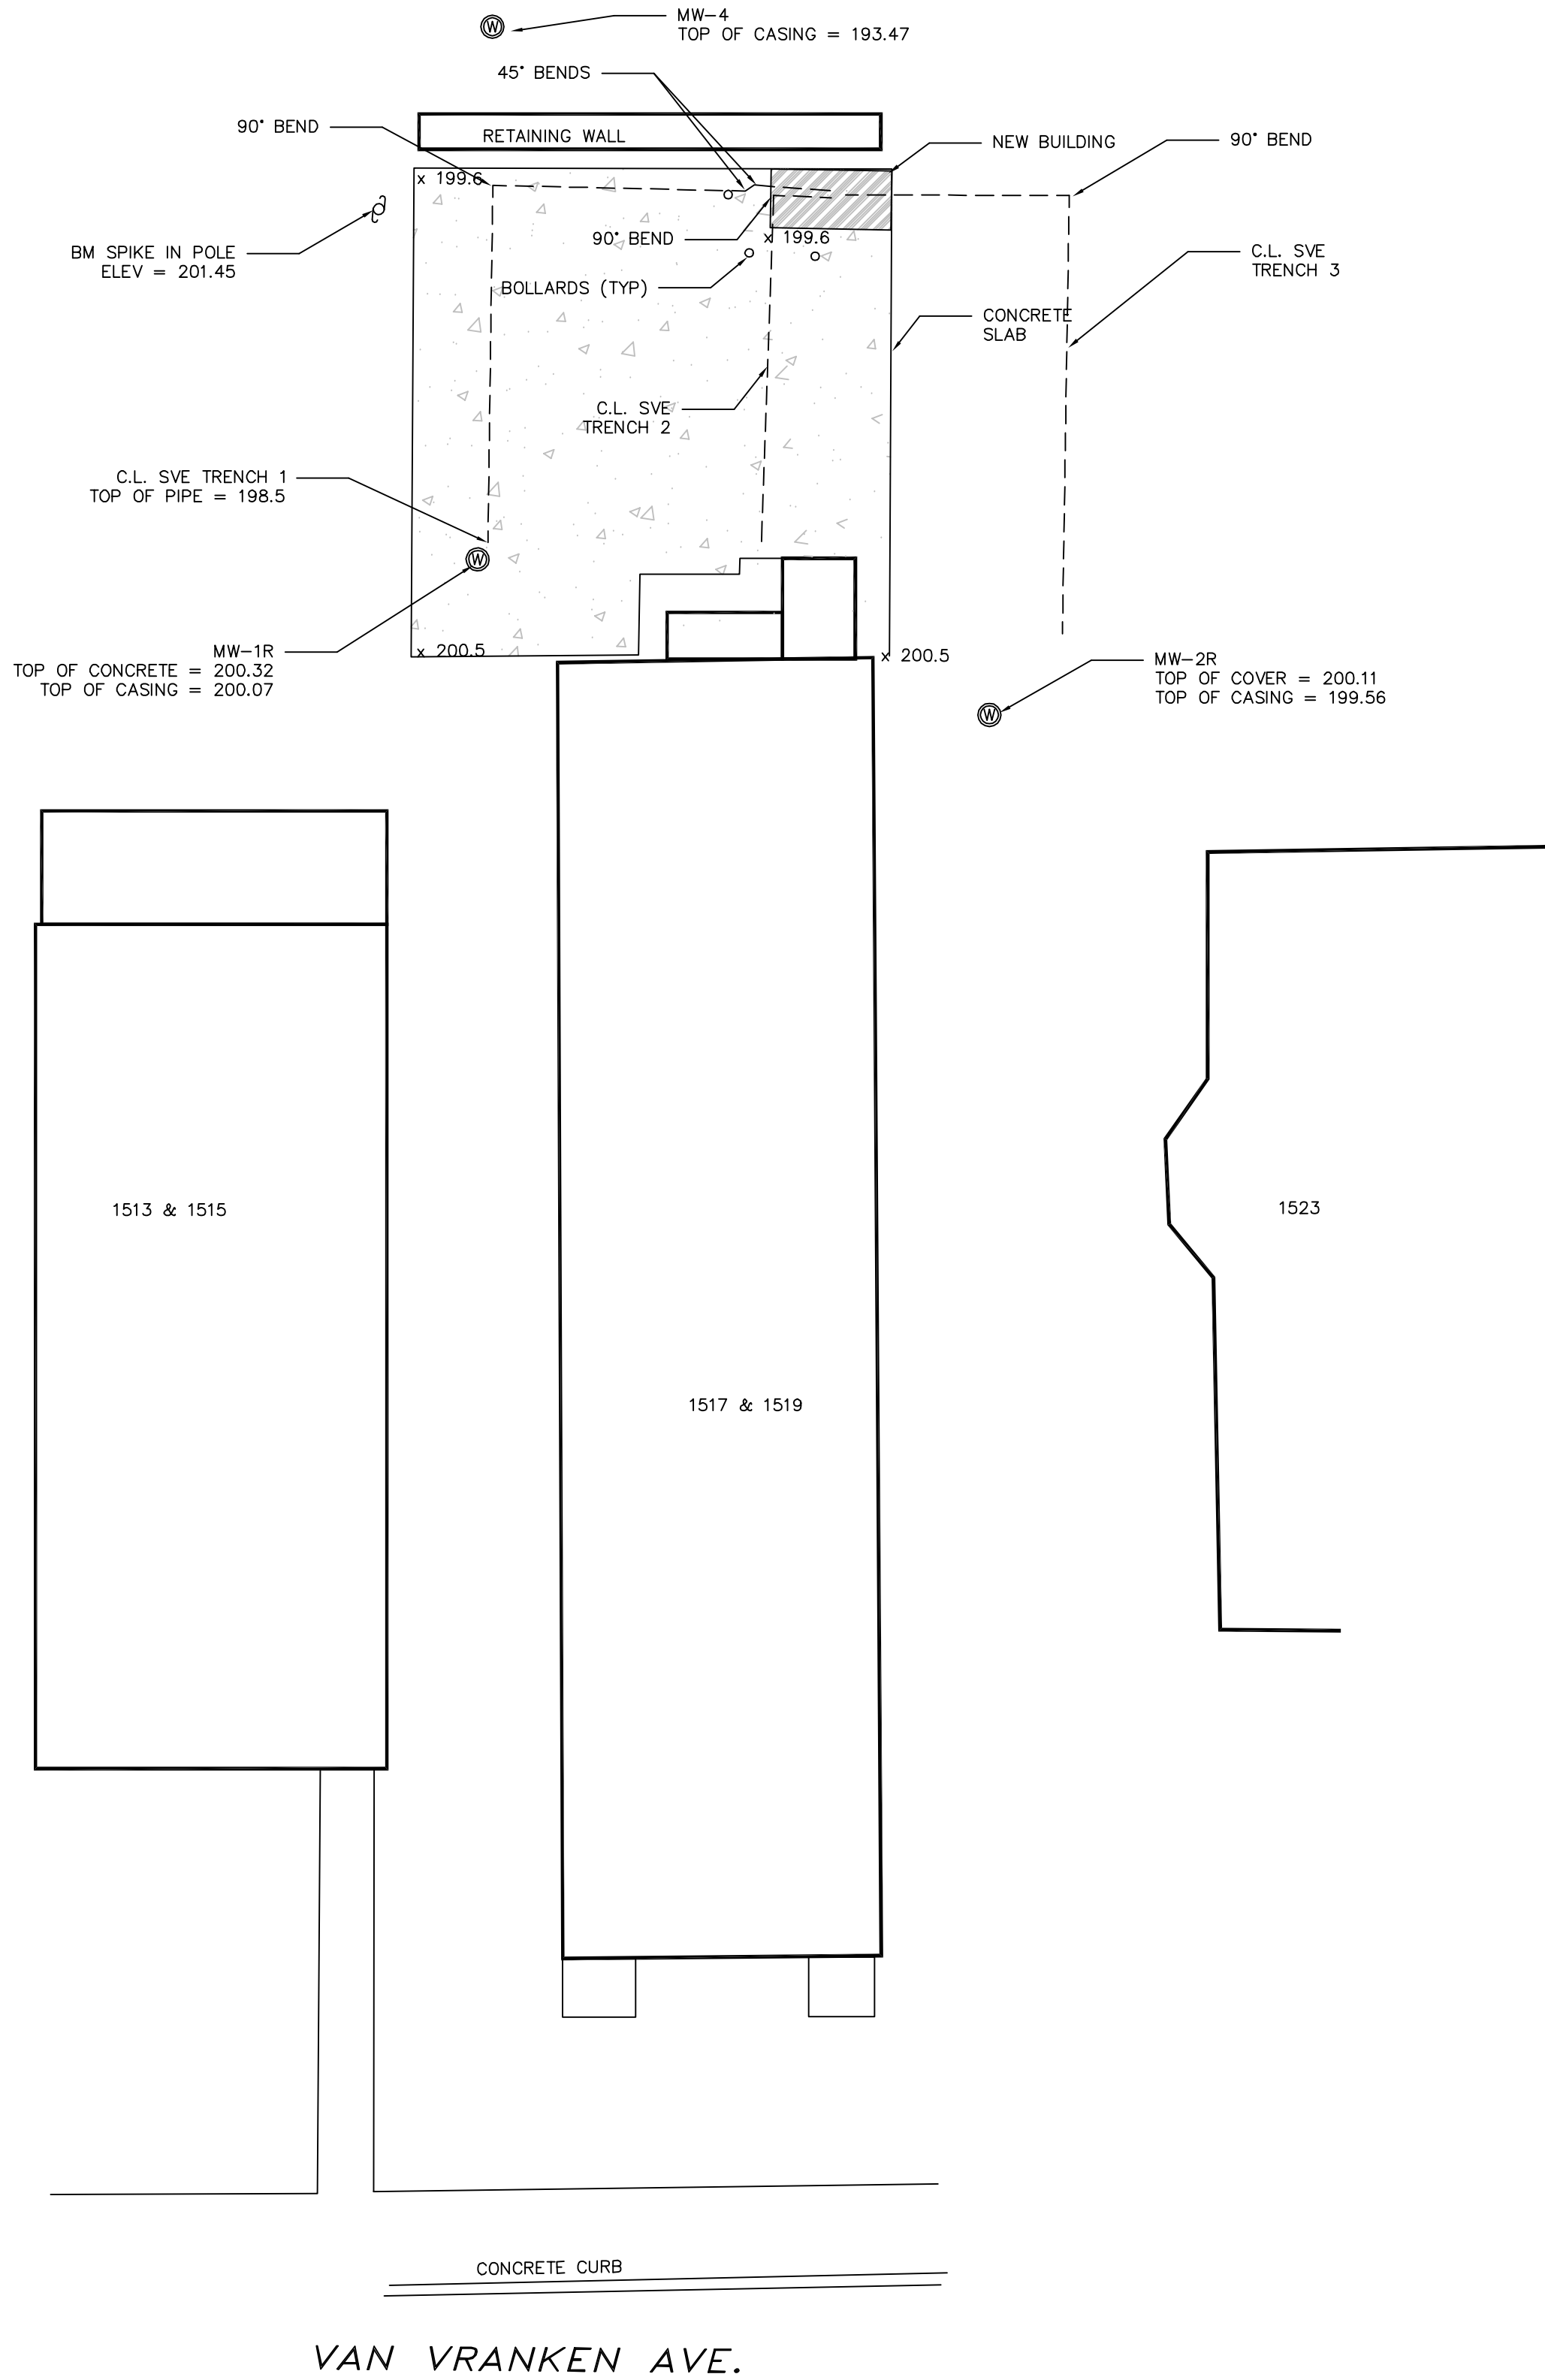 MW-4
TOP OF CASING = 193.47
45° BENDS
90° BEND
RETAINING WALL
NEW BUILDING
90° BEND
x 199.6
BM SPIKE IN POLE
ELEV = 201.45
90° BEND
x 199.6
C.L. SVE
TRENCH 3
BOLLARDS (TYP)
CONCRETE
SLAB
C.L. SVE
TRENCH 2
C.L. SVE TRENCH 1
TOP OF PIPE = 198.5
MW-1R
TOP OF CONCRETE = 200.32
TOP OF CASING = 200.07
x 200.5
x 200.5
MW-2R
TOP OF COVER = 200.11
TOP OF CASING = 199.56
W
W
W
1513 & 1515
1523
1517 & 1519
CONCRETE CURB
VAN VRANKEN AVE.